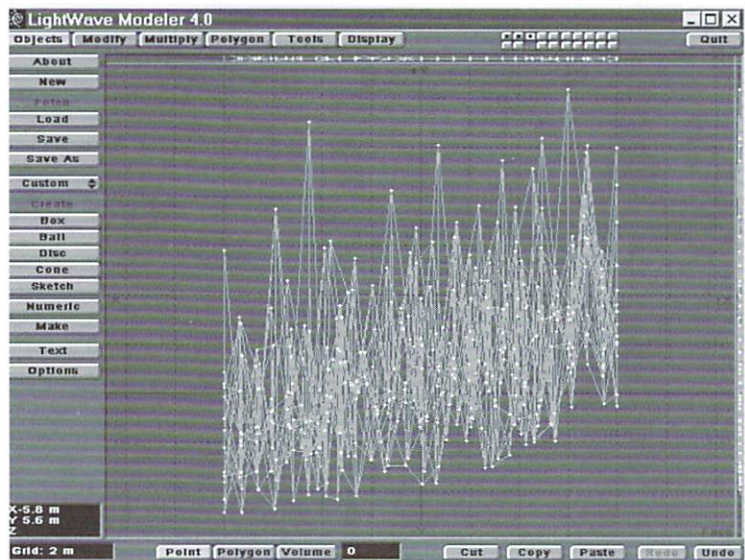 LightWave Modeler 4.0
Objects Modify Multiply Polygon Tools Display Quit
About
New
Fetch
Load
Save
Save As
Custom
Create
Box
Ball
Disc
Cone
Sketch
Numeric
Make
Text
Options
X-5.8 m
Y 5.6 m
Z
Grid: 2 m Point Polygon Volume 0 Cut Copy Paste Redo Undo